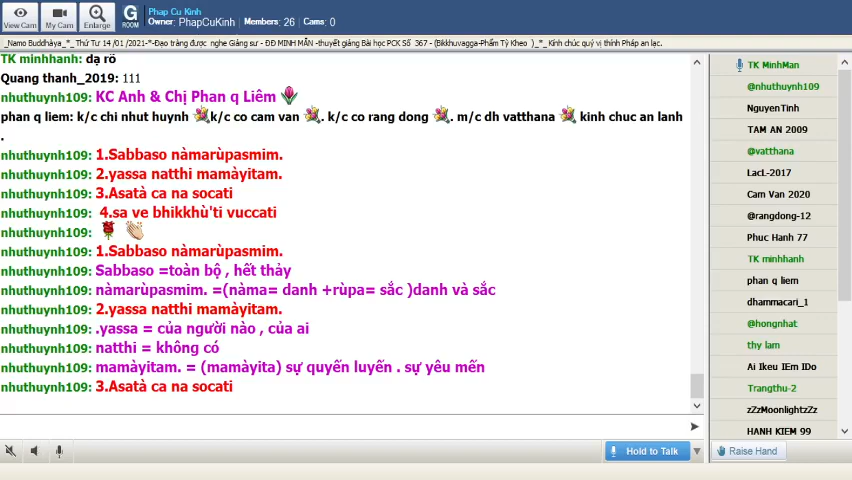 View Cam
My Cam
Enlarge
G
ROOM
Phap Cu Kinh
Owner: PhapCuKinh Members: 26 Cams: 0
_Namo Buddhàya_*_ Thứ Tư 14 /01 /2021-*-Đạo tràng được nghe Giảng sư - ĐĐ MINH MẪN -thuyết giảng Bài học PCK Số 367 - (Bikkhuvagga-Phẩm Tỳ Kheo )_*_ Kính chúc quý vị thính Pháp an lạc.
TK minhhanh: dạ rõ
Quang thanh_2019: 111
nhuthuynh109: KC Anh & Chị Phan q Liêm
phan q liem: k/c chi nhut huynh k/c co cam van . k/c co rang dong . m/c dh vatthana kinh chuc an lanh
.
nhuthuynh109: 1.Sabbaso nàmarùpasmim.
nhuthuynh109: 2.yassa natthi mamàyitam.
nhuthuynh109: 3.Asatà ca na socati
nhuthuynh109: 4.sa ve bhikkhù'ti vuccati
nhuthuynh109:
nhuthuynh109: 1.Sabbaso nàmarùpasmim.
nhuthuynh109: Sabbaso =toàn bộ , hết thảy
nhuthuynh109: nàmarùpasmim. =(nàma= danh +rùpa= sắc )danh và sắc
nhuthuynh109: 2.yassa natthi mamàyitam.
nhuthuynh109: .yassa = của người nào , của ai
nhuthuynh109: natthi = không có
nhuthuynh109: mamàyitam. = (mamàyita) sự quyến luyến . sự yêu mến
nhuthuynh109: 3.Asatà ca na socati
Hold to Talk
TK MinhMan
@nhuthuynh109
NguyenTinh
TAM AN 2009
@vatthana
LacL-2017
Cam Van 2020
@rangdong-12
Phuc Hanh 77
TK minhhanh
phan q liem
dhammacari_1
@hongnhat
thy lam
Ai lkeu lEm lDo
Trangthu-2
zZzMoonlightzZz
HANH KIEM 99
Raise Hand